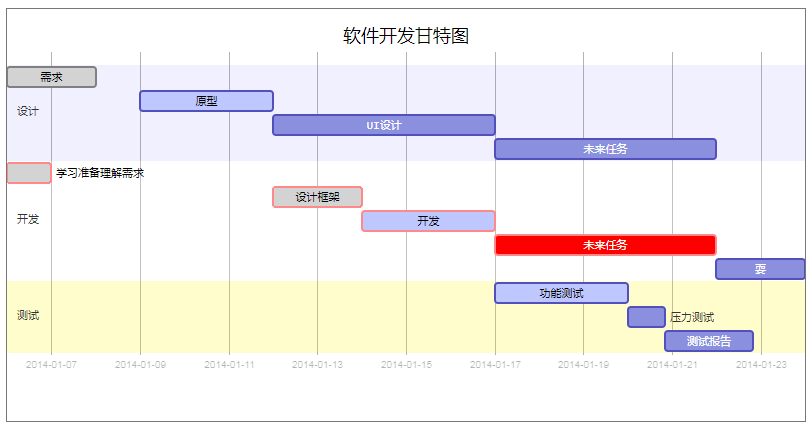 软件开发甘特图
需求
原型
设计
UI设计
未来任务
学习准备理解需求
设计框架
开发
开发
未来任务
耍
功能测试
测试
压力测试
测试报告
2014-01-07
2014-01-09
2014-01-11
2014-01-13
2014-01-15
2014-01-17
2014-01-19
2014-01-21
2014-01-23